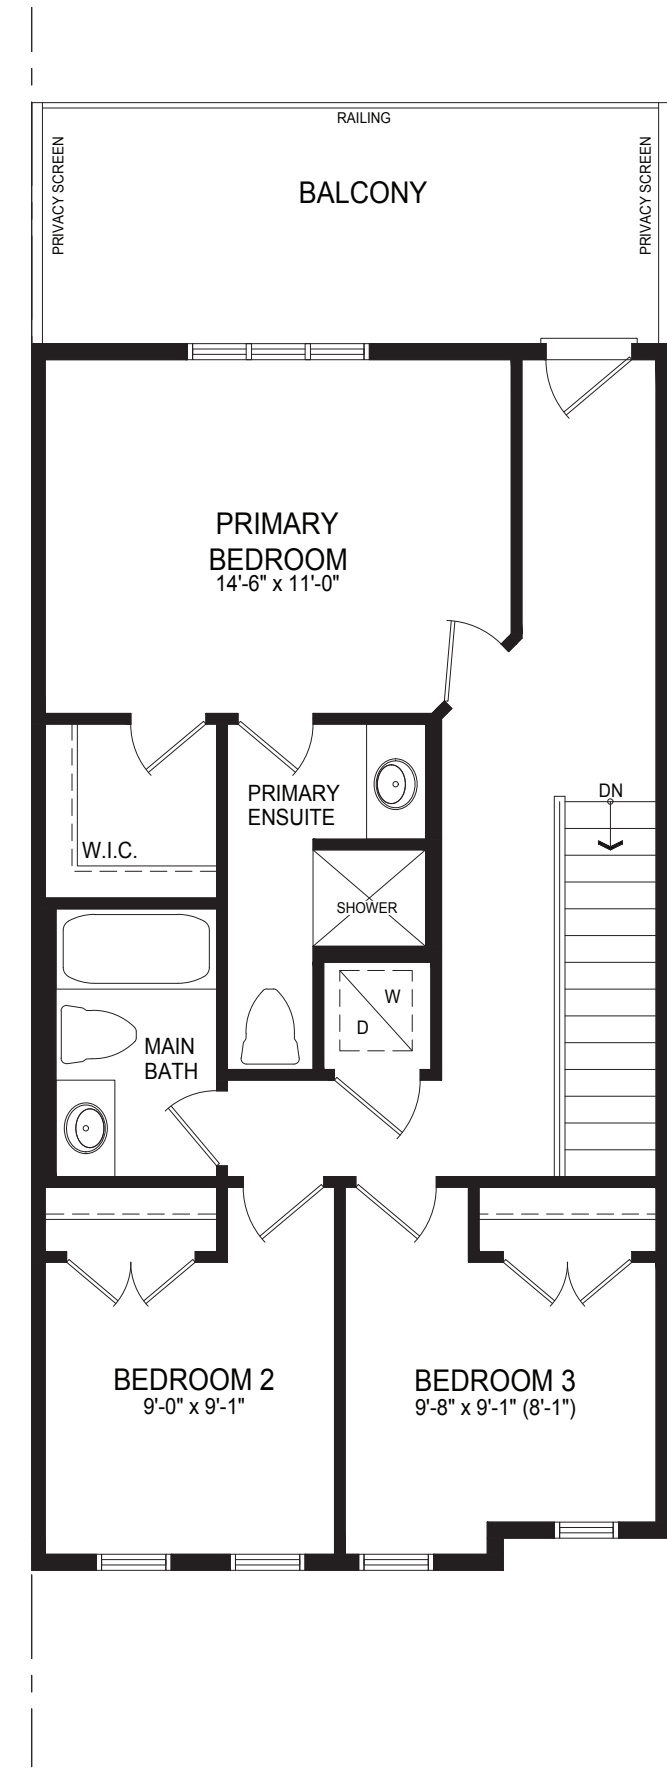 RAILING
PRIVACY SCREEN
PRIVACY SCREEN
BALCONY
PRIMARY
BEDROOM
14'-6" x 11'-0"
PRIMARY
ENSUITE
DN
W.I.C.
SHOWER
W
D
MAIN
BATH
BEDROOM 2
9'-0" x 9'-1"
BEDROOM 3
9'-8" x 9'-1" (8'-1")